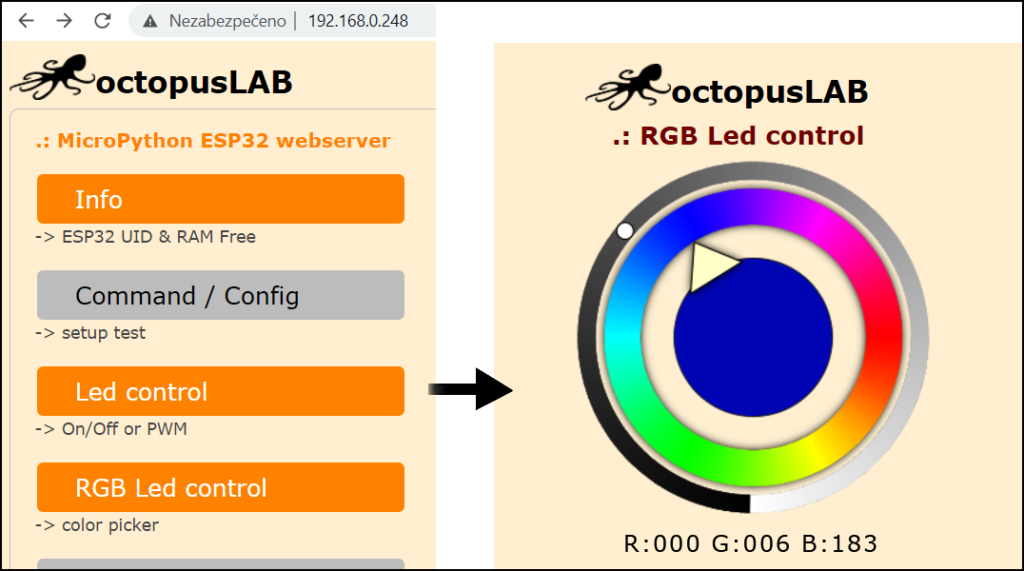 Nezabezpečeno | 192.168.0.248
octopusLAB
.: MicroPython ESP32 webserver
Info
-> ESP32 UID & RAM Free
Command / Config
-> setup test
Led control
-> On/Off or PWM
RGB Led control
-> color picker
octopusLAB
.: RGB Led control
R:000 G:006 B:183